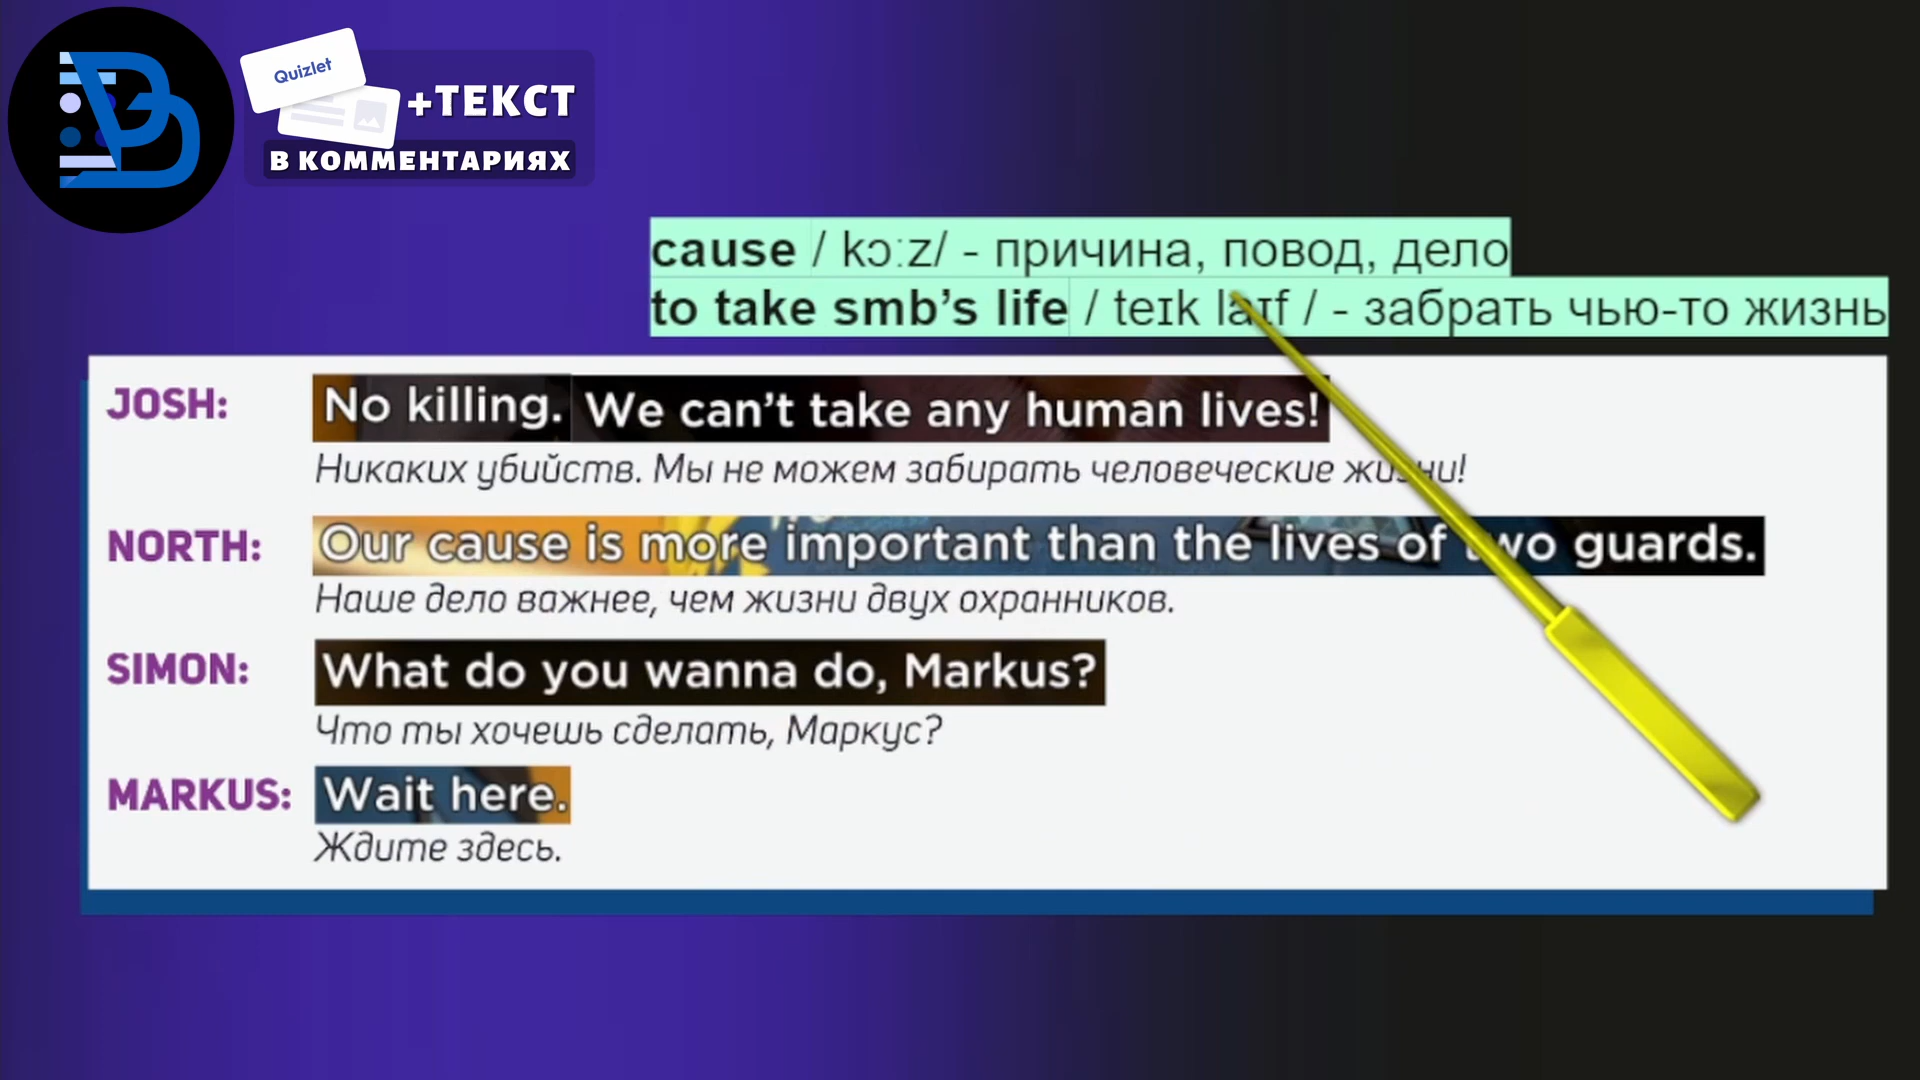 Quizlet
+ТЕКСТ
В КОММЕНТАРИЯХ
cause / kɔːz/ - причина, повод, дело
to take smb’s life / teɪk laɪf / - забрать чью-то жизнь
JOSH: No killing. We can’t take any human lives!
Никаких убийств. Мы не можем забирать человеческие жизни!
NORTH: Our cause is more important than the lives of two guards.
Наше дело важнее, чем жизни двух охранников.
SIMON: What do you wanna do, Markus?
Что ты хочешь сделать, Маркус?
MARKUS: Wait here.
Ждите здесь.